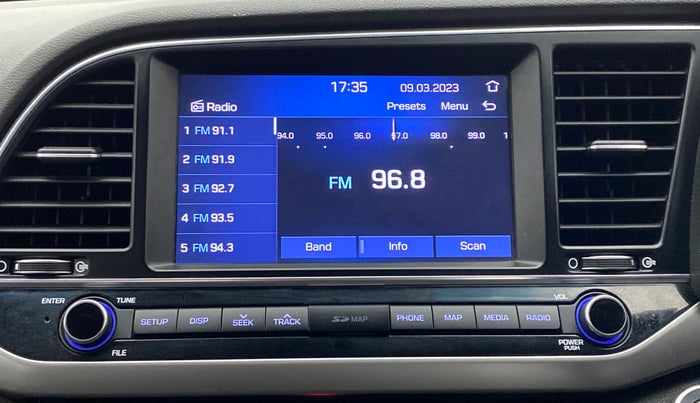 17:35 09.03.2023
Radio Presets Menu
1 FM 91.1
94.0 95.0 96.0 97.0 98.0 99.0 1
2 FM 91.9
3 FM 92.7
FM 96.8
4 FM 93.5
5 FM 94.3
Band Info Scan
ENTER TUNE VOL
SETUP DISP SEEK TRACK SD MAP PHONE MAP MEDIA RADIO
FILE POWER
PUSH